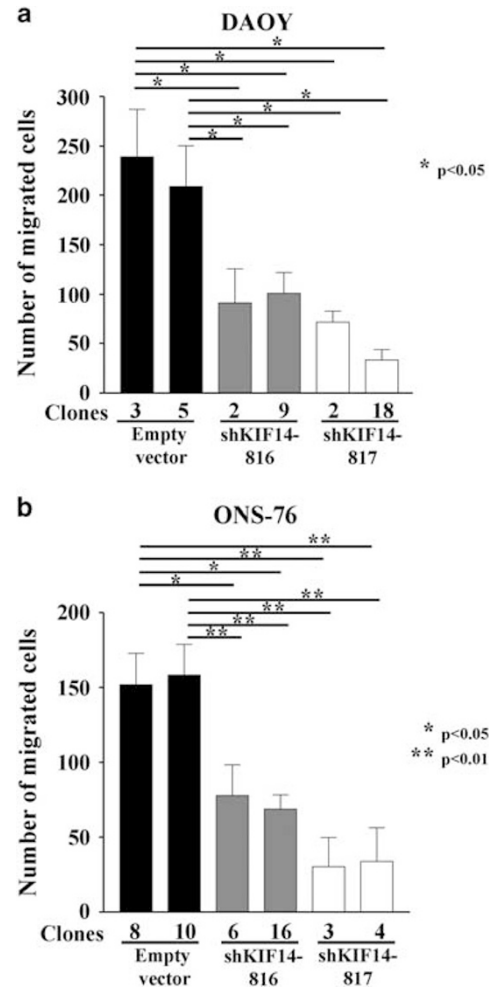 a
DAOY
*
*
*
*
*
*
*
*
Number of migrated cells
300
250
200
150
100
50
0
* p<0.05
Clones 3 5 2 9 2 18
Empty vector
shKIF14-816
shKIF14-817
b
ONS-76
**
**
*
*
**
**
**
**
Number of migrated cells
200
150
100
50
0
* p<0.05
** p<0.01
Clones 8 10 6 16 3 4
Empty vector
shKIF14-816
shKIF14-817